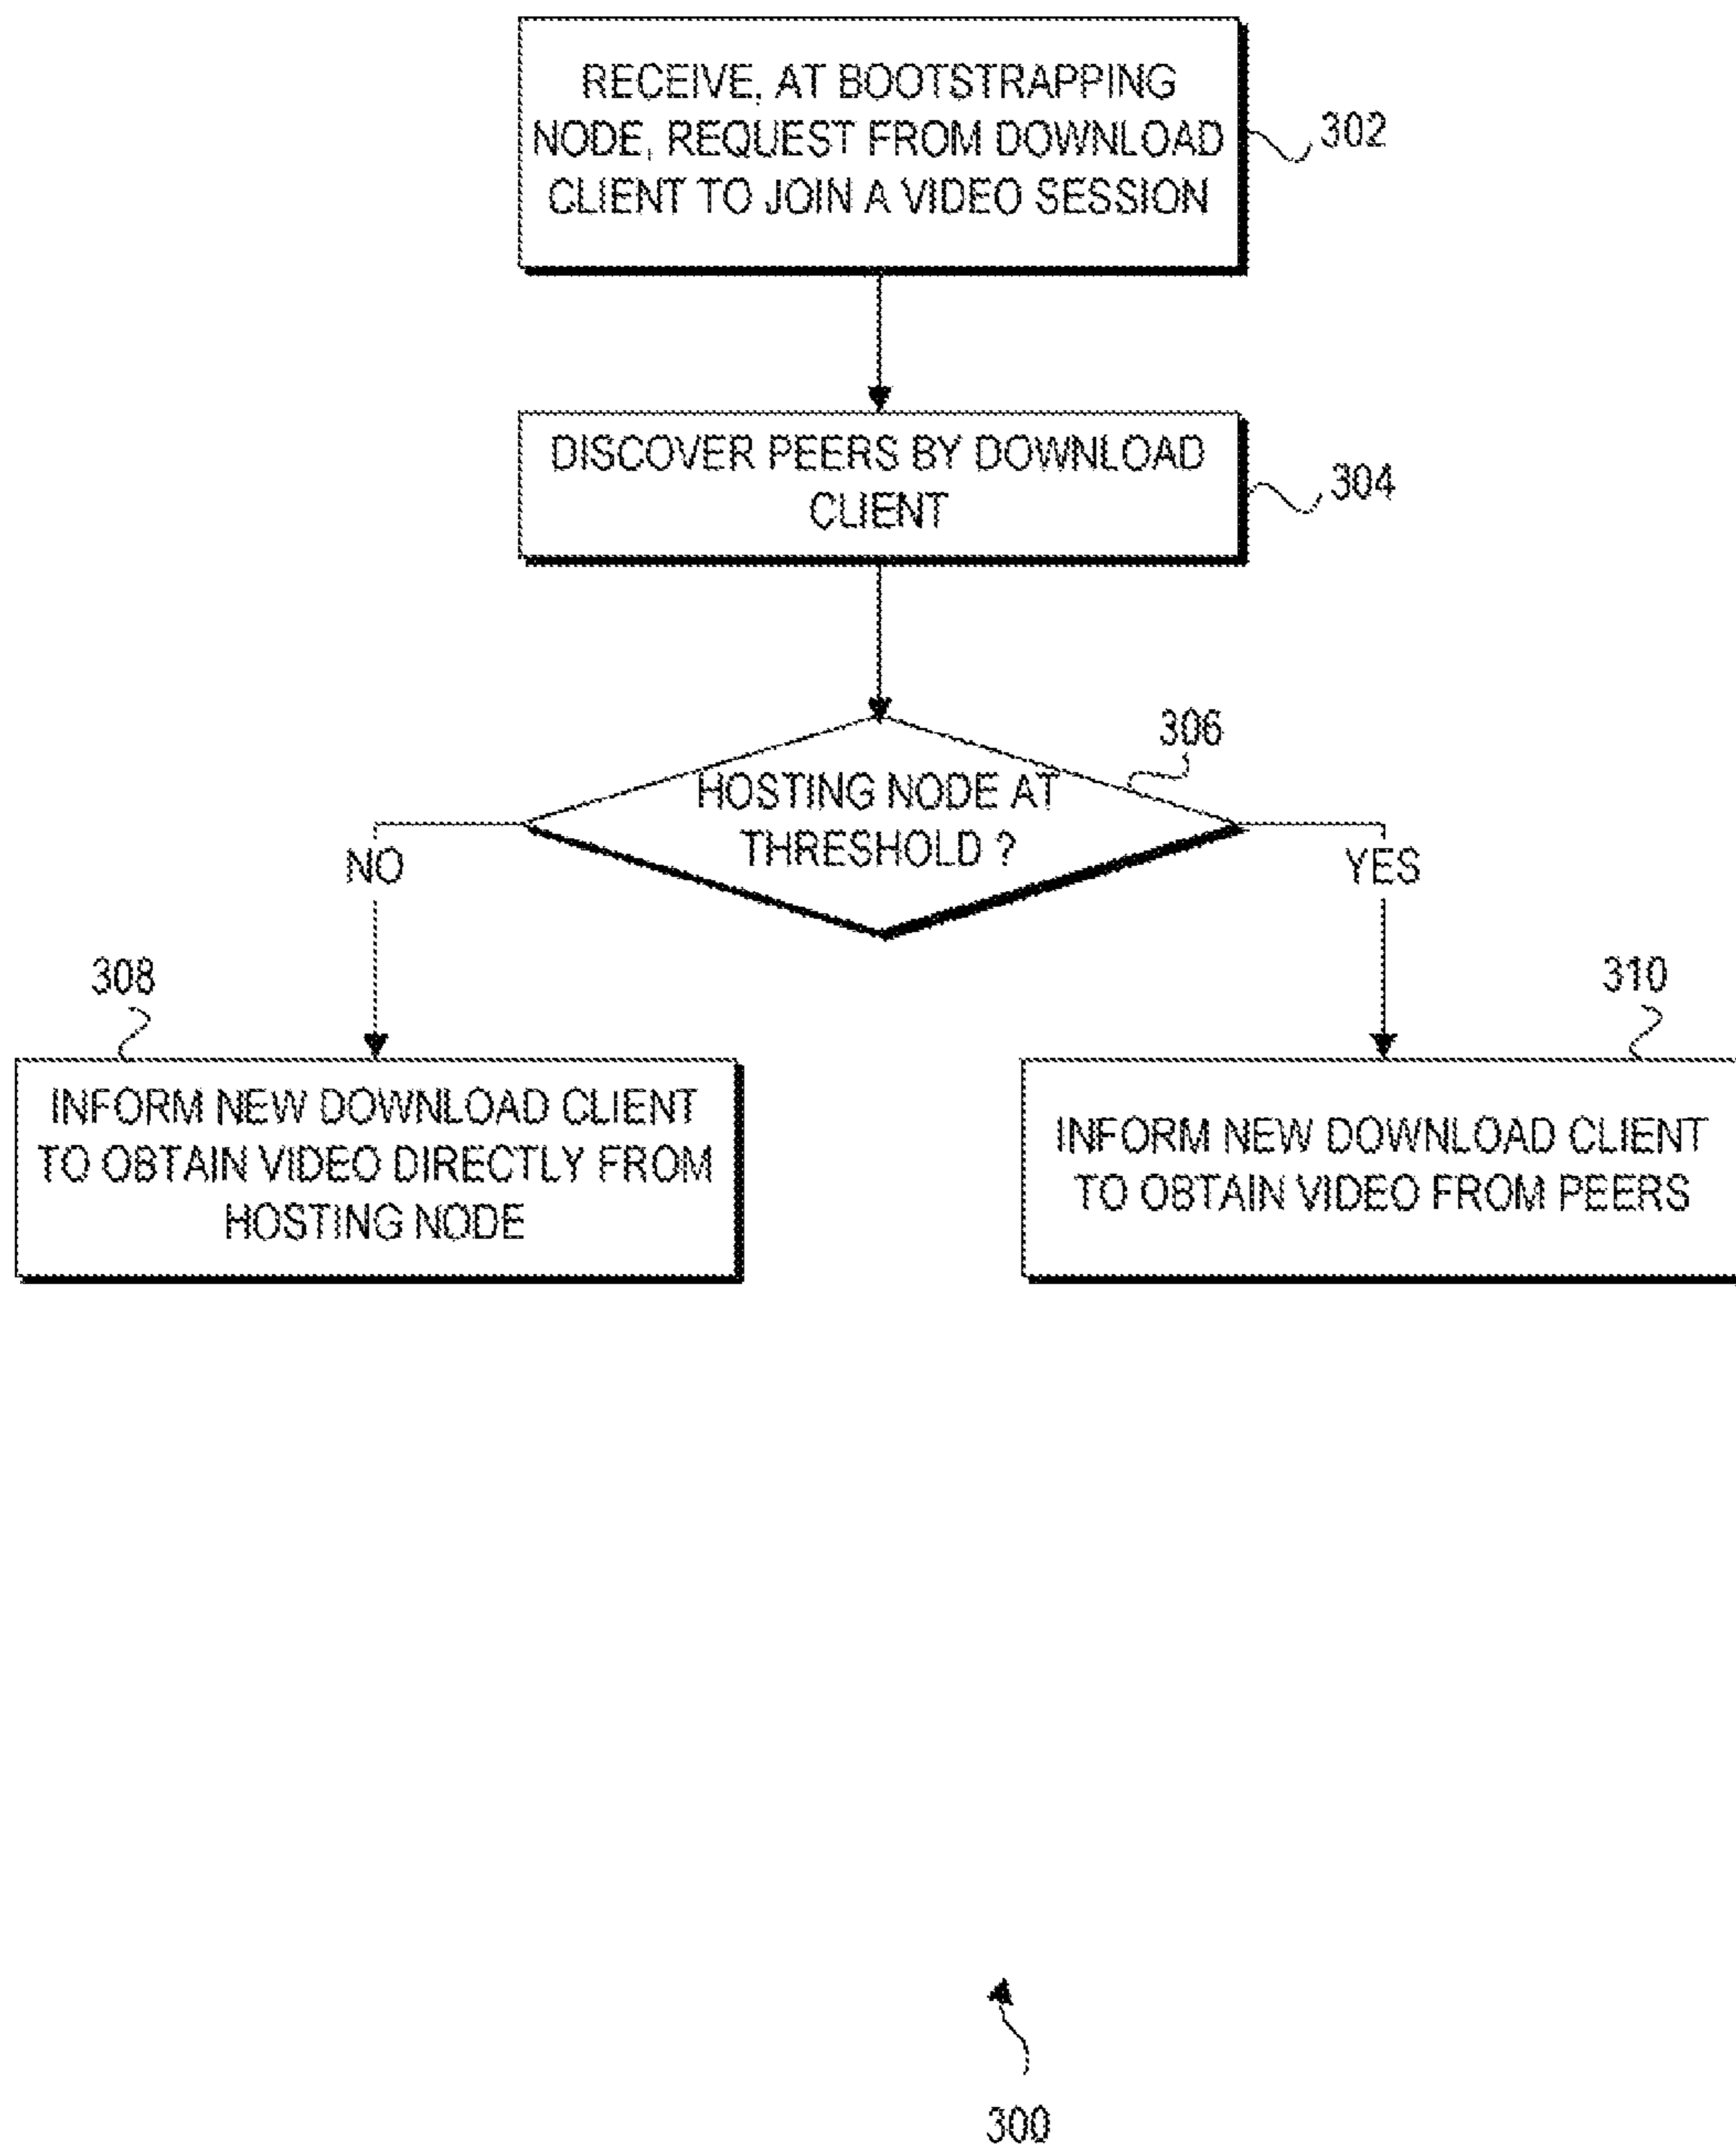 RECEIVE, AT BOOTSTRAPPING
NODE, REQUEST FROM DOWNLOAD
CLIENT TO JOIN A VIDEO SESSION
302
DISCOVER PEERS BY DOWNLOAD
CLIENT
304
306
HOSTING NODE AT
THRESHOLD ?
NO
YES
308
310
INFORM NEW DOWNLOAD CLIENT
TO OBTAIN VIDEO DIRECTLY FROM
HOSTING NODE
INFORM NEW DOWNLOAD CLIENT
TO OBTAIN VIDEO FROM PEERS
300